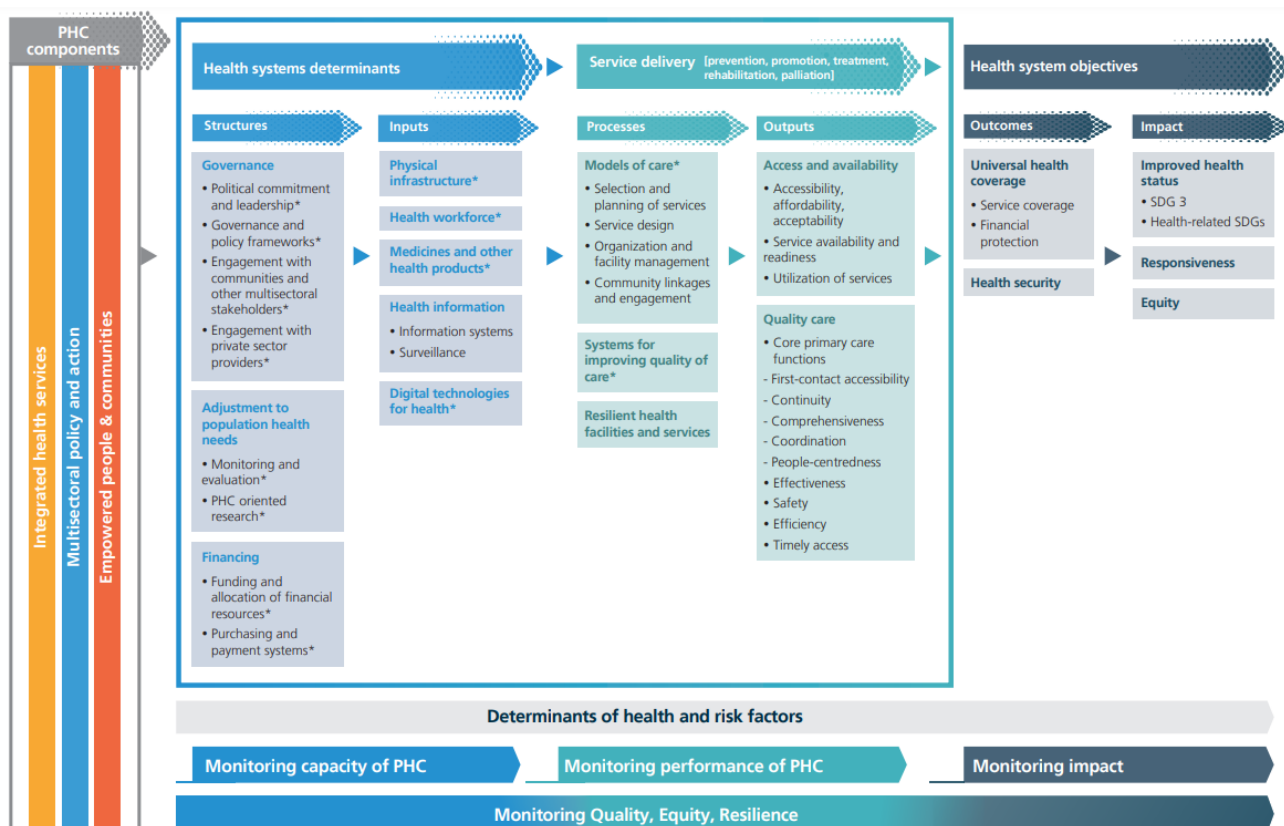 PHC
components
Integrated health services
Multisectoral policy and action
Empowered people & communities
Health systems determinants
Service delivery [prevention, promotion, treatment,
rehabilitation, palliation]
Health system objectives
Structures
Governance
• Political commitment
and leadership*
• Governance and
policy frameworks*
• Engagement with
communities and
other multisectoral
stakeholders*
• Engagement with
private sector
providers*
Adjustment to
population health
needs
• Monitoring and
evaluation*
• PHC oriented
research*
Financing
• Funding and
allocation of financial
resources*
• Purchasing and
payment systems*
Inputs
Physical
infrastructure*
Health workforce*
Medicines and other
health products*
Health information
• Information systems
• Surveillance
Digital technologies
for health*
Processes
Models of care*
• Selection and
planning of services
• Service design
• Organization and
facility management
• Community linkages
and engagement
Systems for
improving quality of
care*
Resilient health
facilities and services
Outputs
Access and availability
• Accessibility,
affordability,
acceptability
• Service availability and
readiness
• Utilization of services
Quality care
• Core primary care
functions
- First-contact accessibility
- Continuity
- Comprehensiveness
- Coordination
- People-centredness
• Effectiveness
• Safety
• Efficiency
• Timely access
Outcomes
Universal health
coverage
• Service coverage
• Financial
protection
Health security
Impact
Improved health
status
• SDG 3
• Health-related SDGs
Responsiveness
Equity
Determinants of health and risk factors
Monitoring capacity of PHC
Monitoring performance of PHC
Monitoring impact
Monitoring Quality, Equity, Resilience